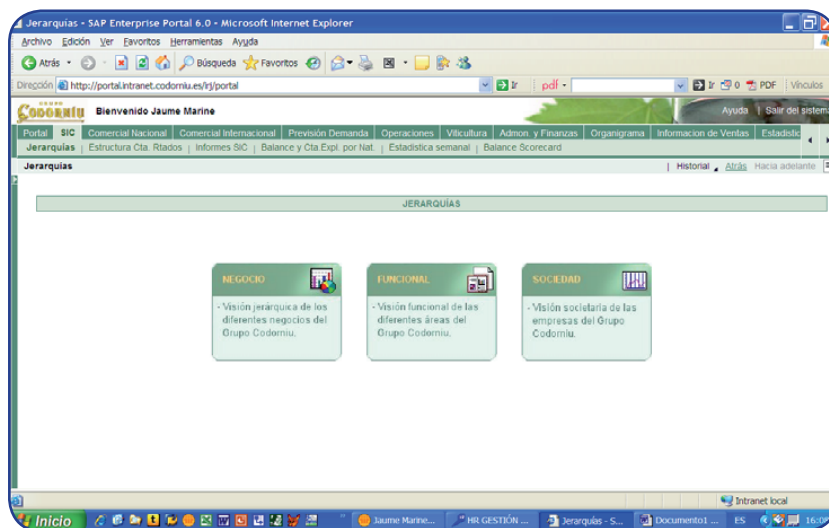 Jerarquías - SAP Enterprise Portal 6.0 - Microsoft Internet Explorer
Archivo Edición Ver Favoritos Herramientas Ayuda
Atrás Búsqueda Favoritos
Dirección http://portal.intranet.codorniu.es/irj/portal Ir pdf Ir 0 PDF Vínculos
GRUPO
CODORNIU Bienvenido Jaume Marine Ayuda | Salir del sistema
Portal SIC Comercial Nacional Comercial Internacional Previsión Demanda Operaciones Viticultura Admon. y Finanzas Organigrama Informacion de Ventas Estadistic
Jerarquías | Estructura Cta. Rtados | Informes SIC | Balance y Cta.Expl. por Nat. | Estadistica semanal | Balance Scorecard
Jerarquías | Historial Atrás Hacia adelante
JERARQUÍAS
NEGOCIO FUNCIONAL SOCIEDAD
- Visión jerárquica de los - Visión funcional de las - Visión societaria de las
diferentes negocios del diferentes áreas del empresas del Grupo
Grupo Codorniu. Grupo Codorniu. Codorniu.
Intranet local
Inicio Jaume Marine... HR GESTIÓN ... Jerarquías - S... Documento1 ... ES